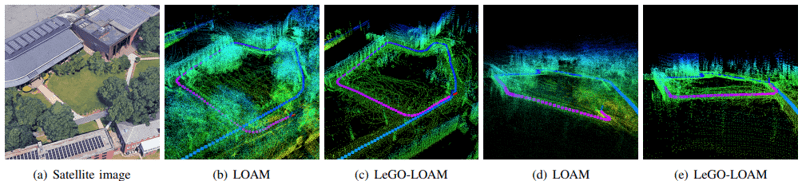 (a) Satellite image
(b) LOAM
(c) LeGO-LOAM
(d) LOAM
(e) LeGO-LOAM